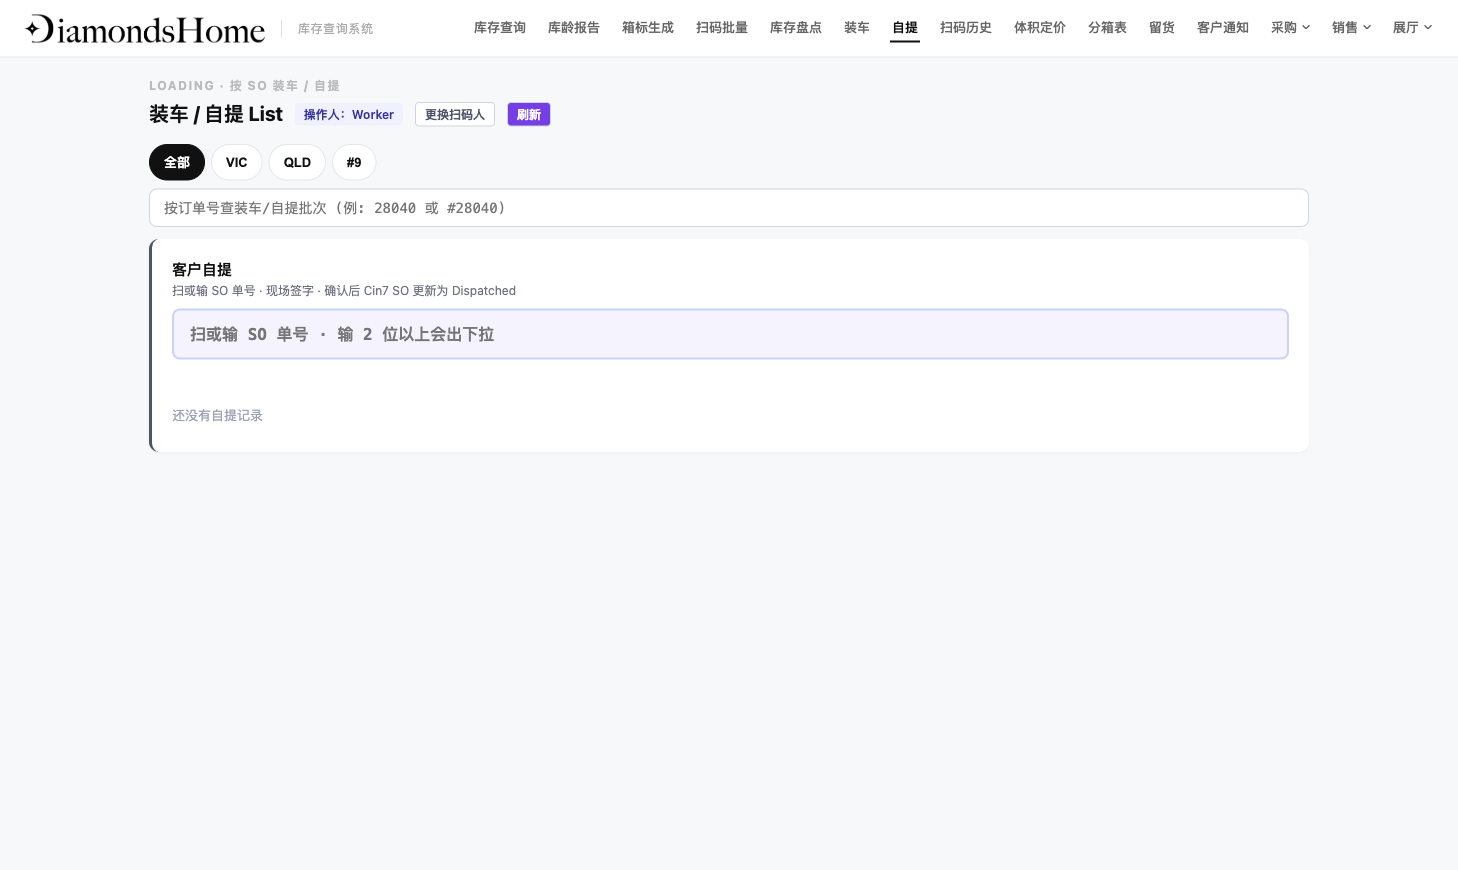 DiamondsHome 库存查询系统 库存查询 库龄报告 箱标生成 扫码批量 库存盘点 装车 自提 扫码历史 体积定价 分箱表 留货 客户通知 采购 销售 展厅
LOADING · 按 SO 装车 / 自提
装车 / 自提 List 操作人：Worker 更换扫码人 刷新
全部 VIC QLD #9
按订单号查装车/自提批次 (例: 28040 或 #28040)
客户自提
扫或输 SO 单号 · 现场签字 · 确认后 Cin7 SO 更新为 Dispatched
扫或输 SO 单号 · 输 2 位以上会出下拉
还没有自提记录